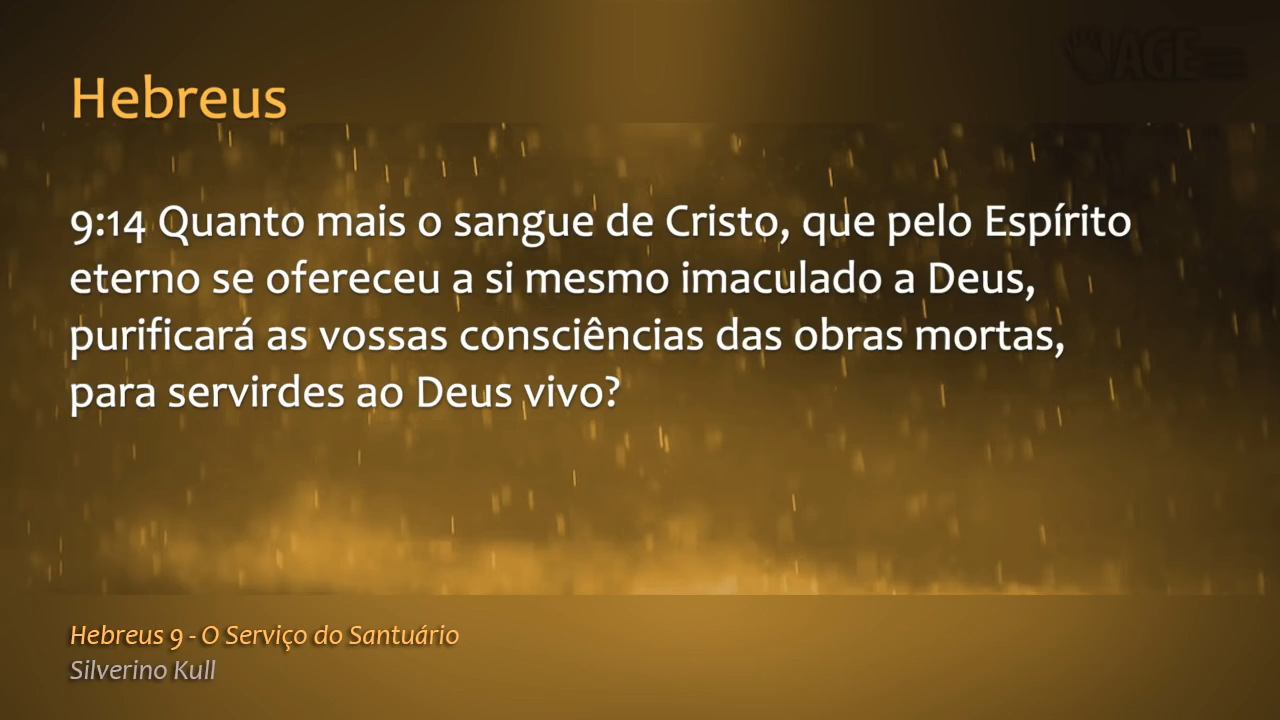 Hebreus
9:14 Quanto mais o sangue de Cristo, que pelo Espírito
eterno se ofereceu a si mesmo imaculado a Deus,
purificará as vossas consciências das obras mortas,
para servirdes ao Deus vivo?
Hebreus 9 - O Serviço do Santuário
Silverino Kull